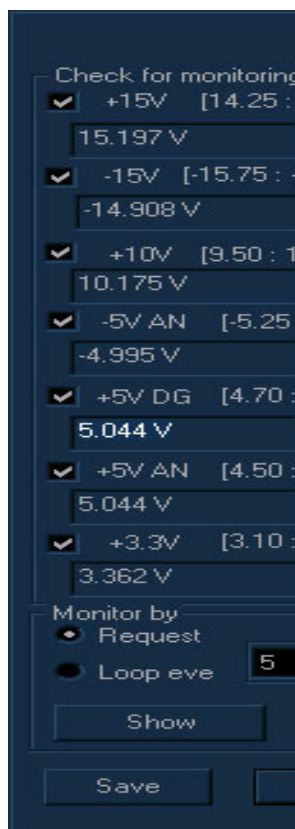 Check for monitoring
+15V [14.25 :
15.197 V
-15V [-15.75 : -
-14.908 V
+10V [9.50 : 1
10.175 V
-5V AN [-5.25
-4.995 V
+5V DG [4.70 :
5.044 V
+5V AN [4.50 :
5.044 V
+3.3V [3.10 :
3.362 V
Monitor by
Request
Loop eve 5
Show
Save